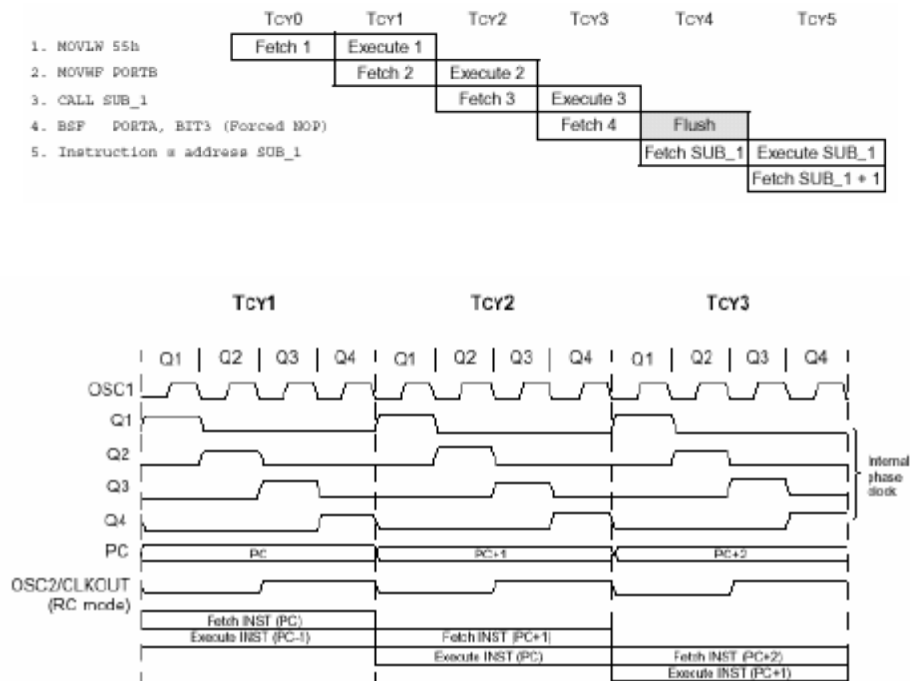 TCY0 TCY1 TCY2 TCY3 TCY4 TCY5
1. MOVLW 55h Fetch 1 Execute 1
2. MOVWF PORTB Fetch 2 Execute 2
3. CALL SUB_1 Fetch 3 Execute 3
4. BSF PORTA, BIT3 (Forced NOP) Fetch 4 Flush
5. Instruction @ address SUB_1 Fetch SUB_1 Execute SUB_1
Fetch SUB_1 + 1
TCY1 TCY2 TCY3
Q1 Q2 Q3 Q4 Q1 Q2 Q3 Q4 Q1 Q2 Q3 Q4
OSC1
Q1
Q2
Q3
Q4
Internal
phase
clock
PC PC PC+1 PC+2
OSC2/CLKOUT
(RC mode)
Fetch INST (PC)
Execute INST (PC-1) Fetch INST (PC+1)
Execute INST (PC) Fetch INST (PC+2)
Execute INST (PC+1)